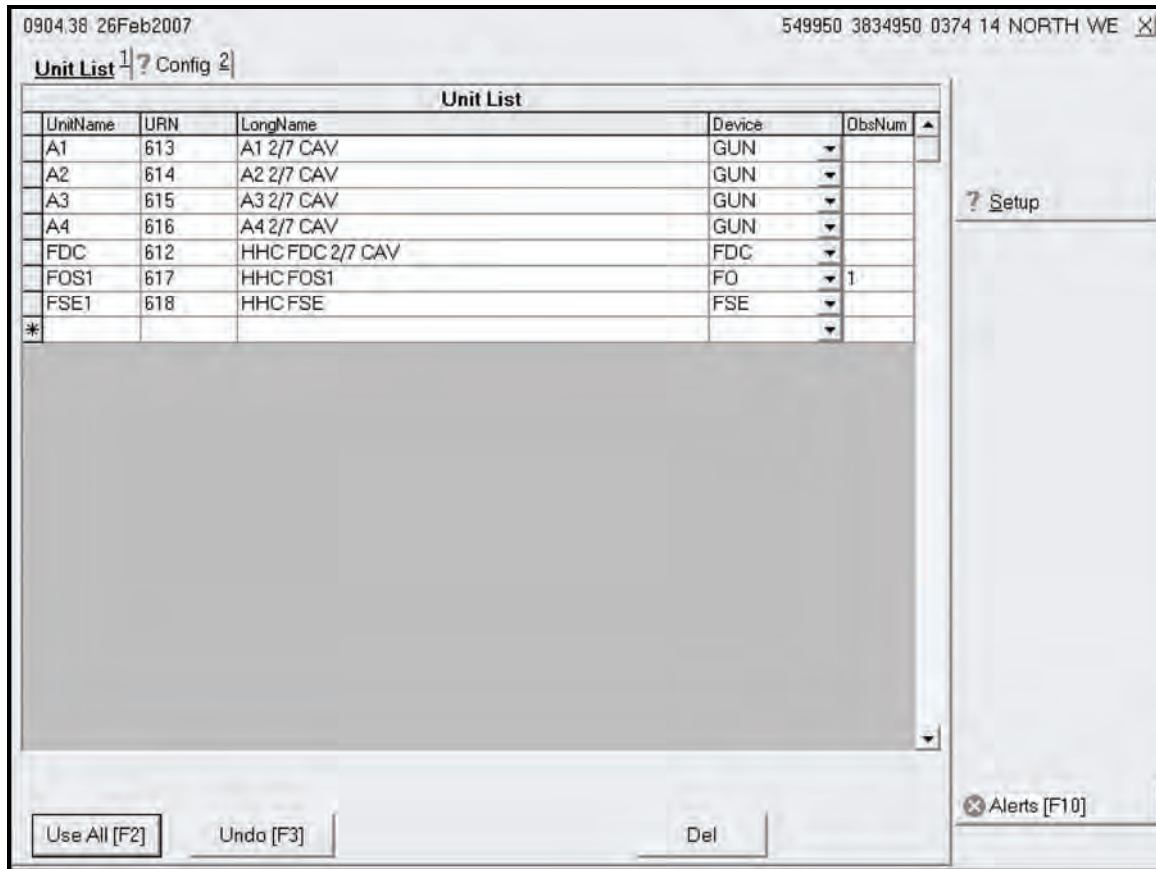 0904.38 26Feb2007 549950 3834950 0374 14 NORTH WE X
Unit List 1 ? Config 2
Unit List
UnitName URN LongName Device ObsNum
A1 613 A1 2/7 CAV GUN
A2 614 A2 2/7 CAV GUN
A3 615 A3 2/7 CAV GUN
A4 616 A4 2/7 CAV GUN
FDC 612 HHC FDC 2/7 CAV FDC
FOS1 617 HHC FOS1 FO 1
FSE1 618 HHC FSE FSE
*
? Setup
Alerts [F10]
Use All [F2] Undo [F3] Del